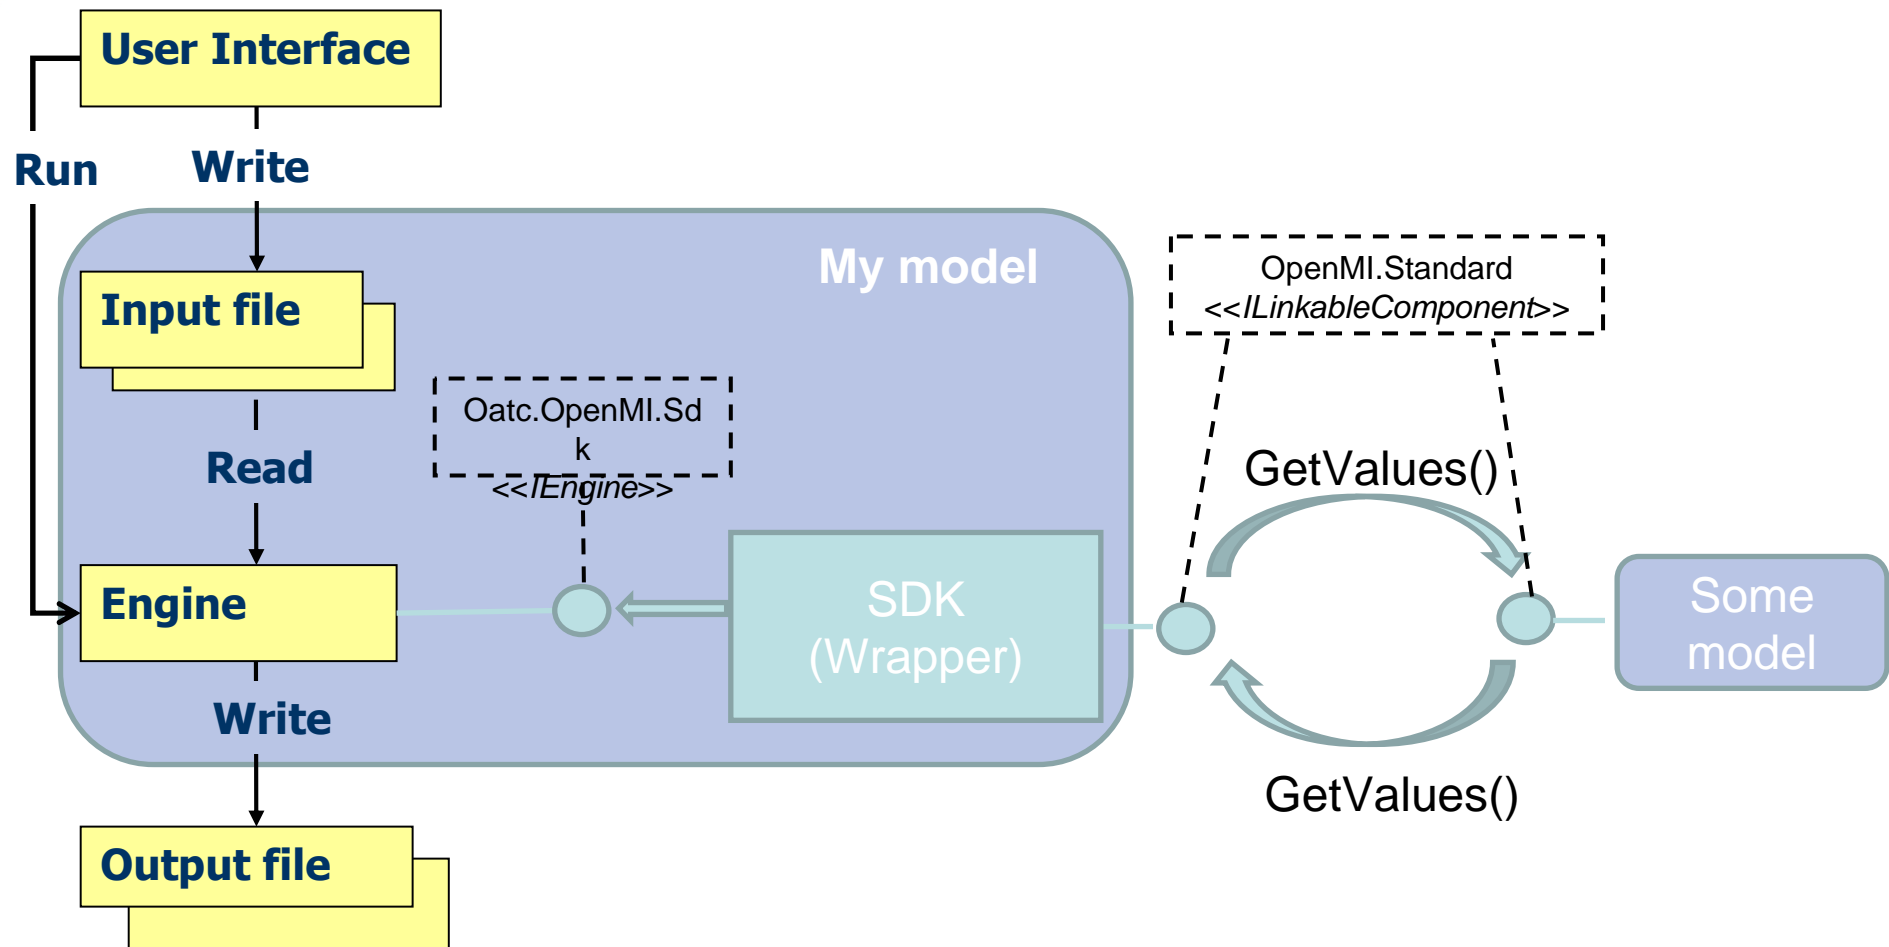 User Interface
Run
Write
My model
OpenMI.Standard
<<ILinkableComponent>>
Input file
Oatc.OpenMI.Sd
k
<<IEngine>>
Read
GetValues()
Engine
SDK
(Wrapper)
Some
model
Write
GetValues()
Output file